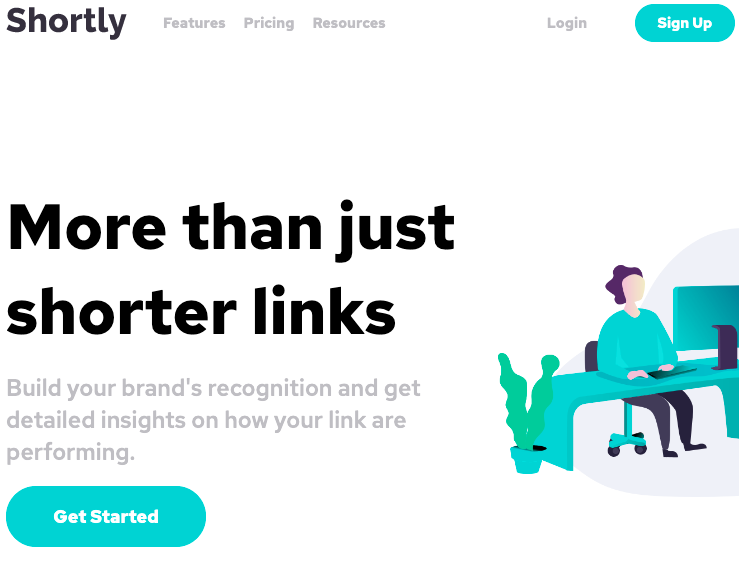 Shortly Features Pricing Resources Login Sign Up
More than just
shorter links
Build your brand's recognition and get
detailed insights on how your link are
performing.
Get Started